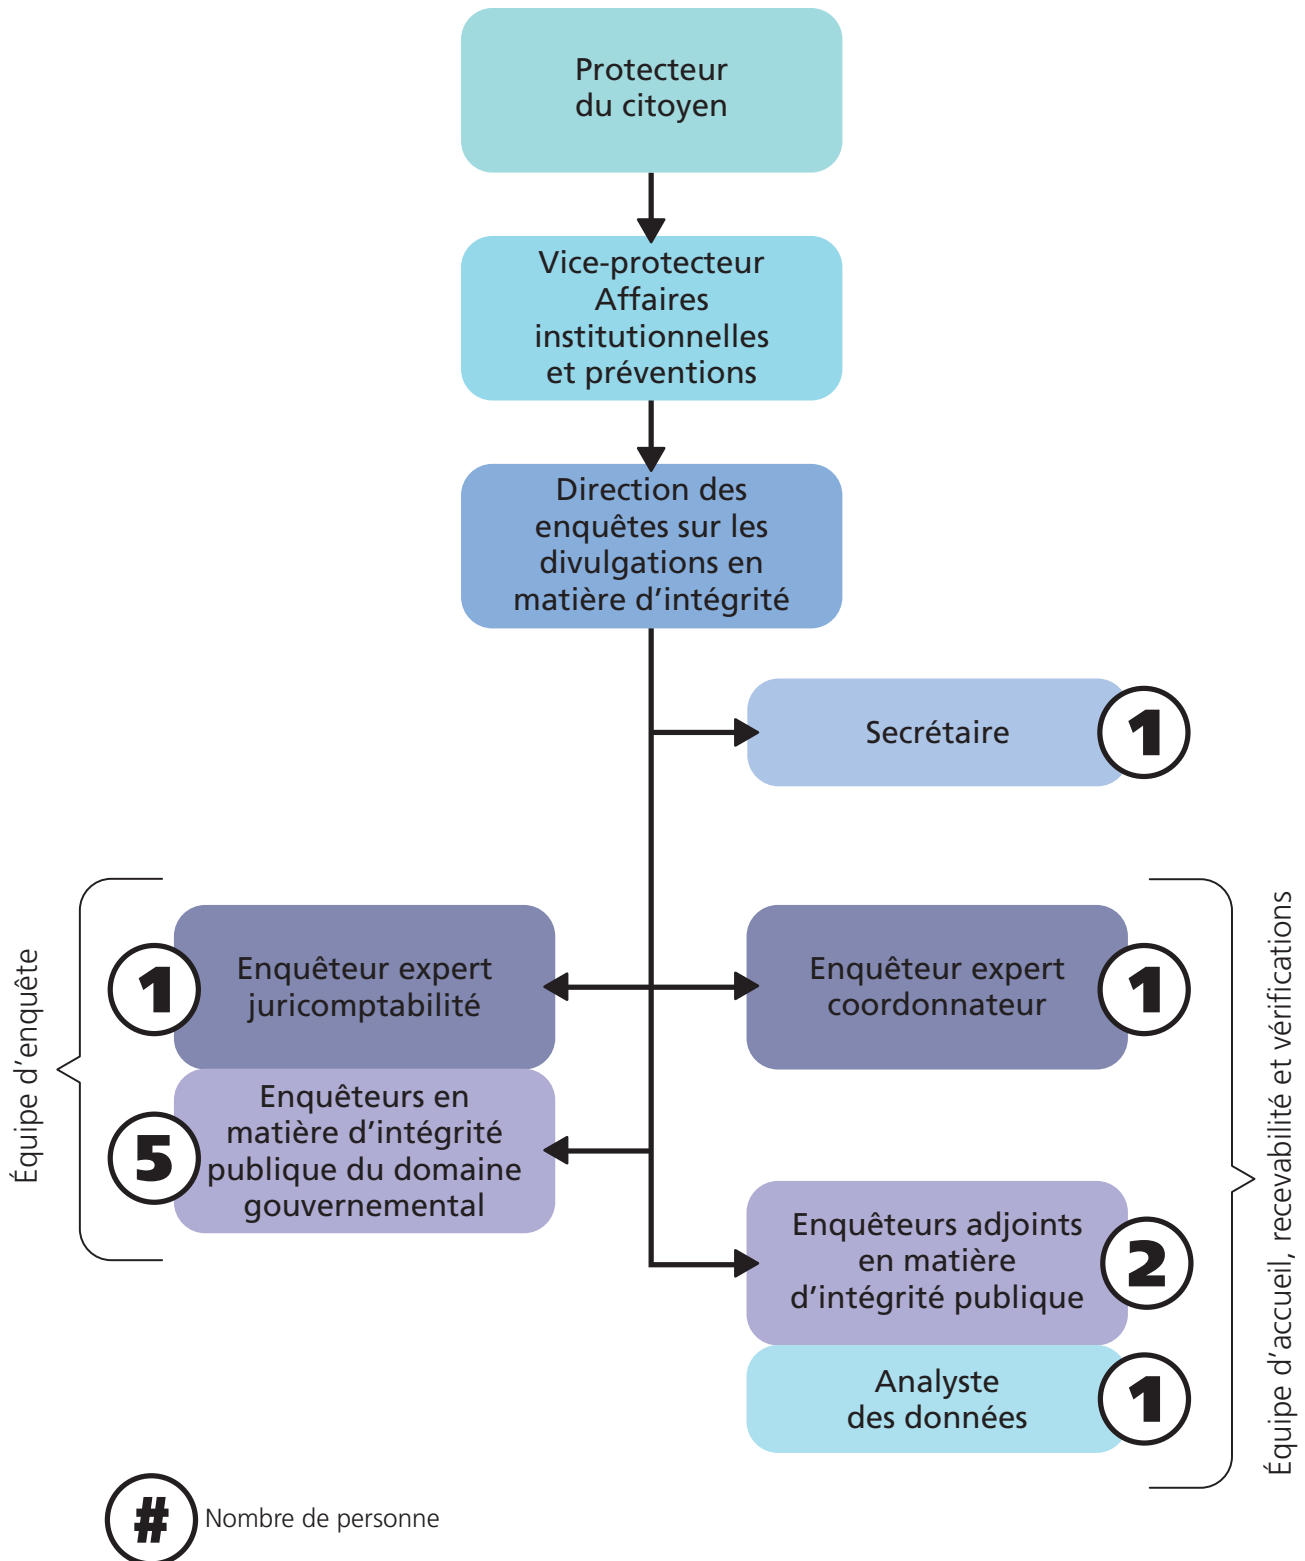 Protecteur
du citoyen
Vice-protecteur
Affaires
institutionnelles
et préventions
Direction des
enquêtes sur les
divulgations en
matière d'intégrité
Secrétaire
1
Équipe d'enquête
1
Enquêteur expert
juricomptabilité
5
Enquêteurs en
matière d'intégrité
publique du domaine
gouvernemental
Enquêteur expert
coordonnateur
1
Enquêteurs adjoints
en matière
d'intégrité publique
2
Analyste
des données
1
Équipe d'accueil, recevabilité et vérifications
# Nombre de personne